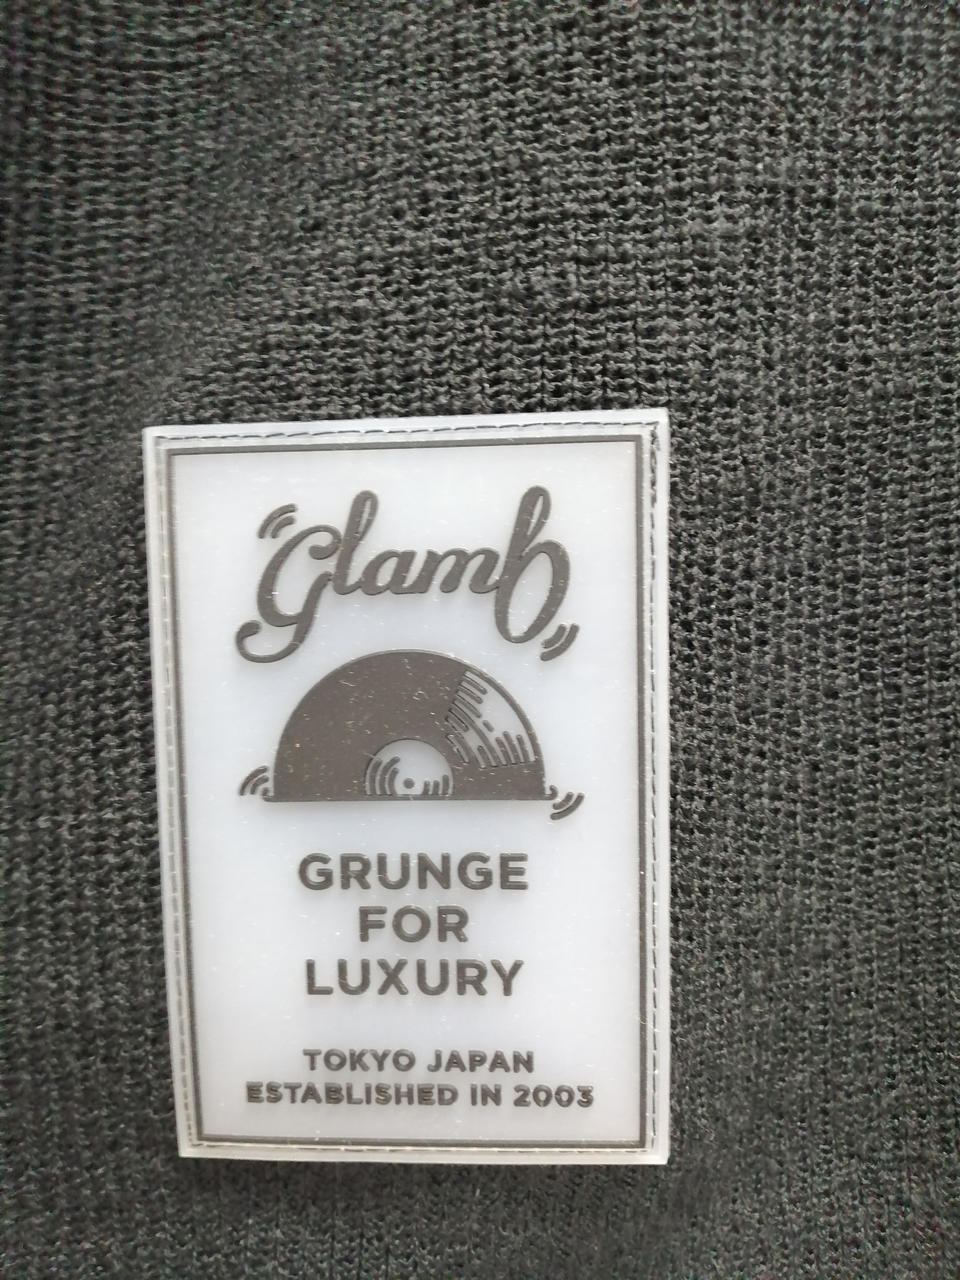 glamb
GRUNGE
FOR
LUXURY
TOKYO JAPAN
ESTABLISHED IN 2003